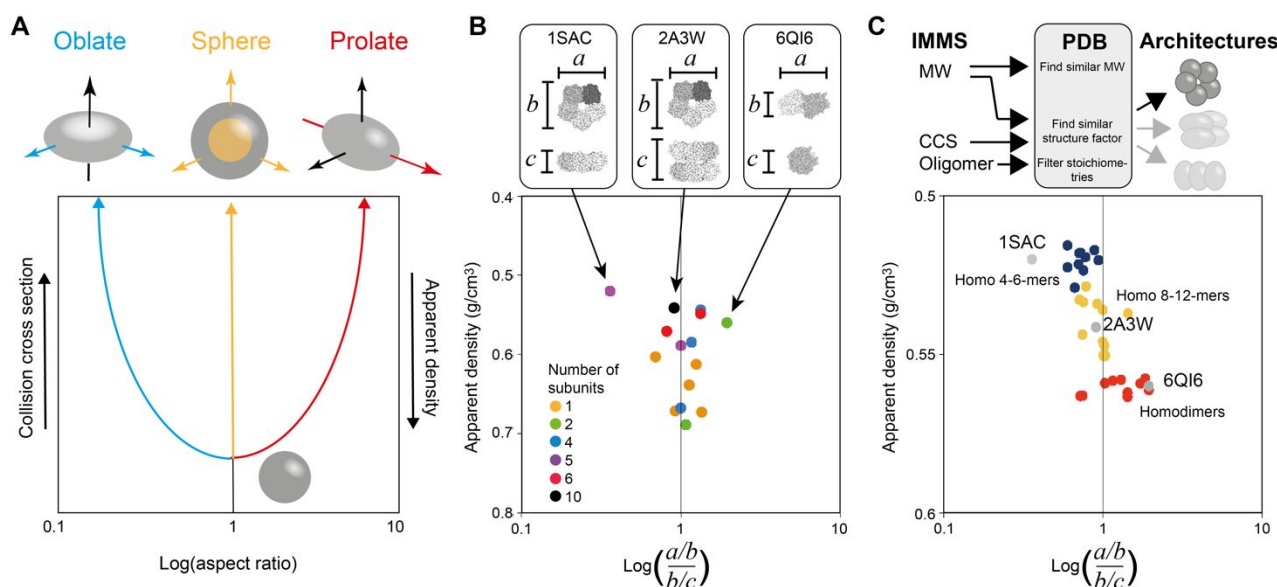 A
Oblate
Sphere
Prolate
Collision cross section
Apparent density
0.1
1
10
Log(aspect ratio)
B
1SAC
2A3W
6QI6
a
a
a
b
b
b
c
c
c
0.4
0.5
0.6
0.7
0.8
Apparent density (g/cm³)
Number of
subunits
1
2
4
5
6
10
0.1
1
10
Log(a/b / b/c)
C
IMMS
PDB
Architectures
MW
Find similar MW
CCS
Find similar
structure factor
Oligomer
Filter stoichiome-
tries
0.5
0.55
0.6
Apparent density (g/cm³)
1SAC
Homo 4-6-mers
Homo 8-12-mers
2A3W
6QI6
Homodimers
0.1
1
10
Log(a/b / b/c)